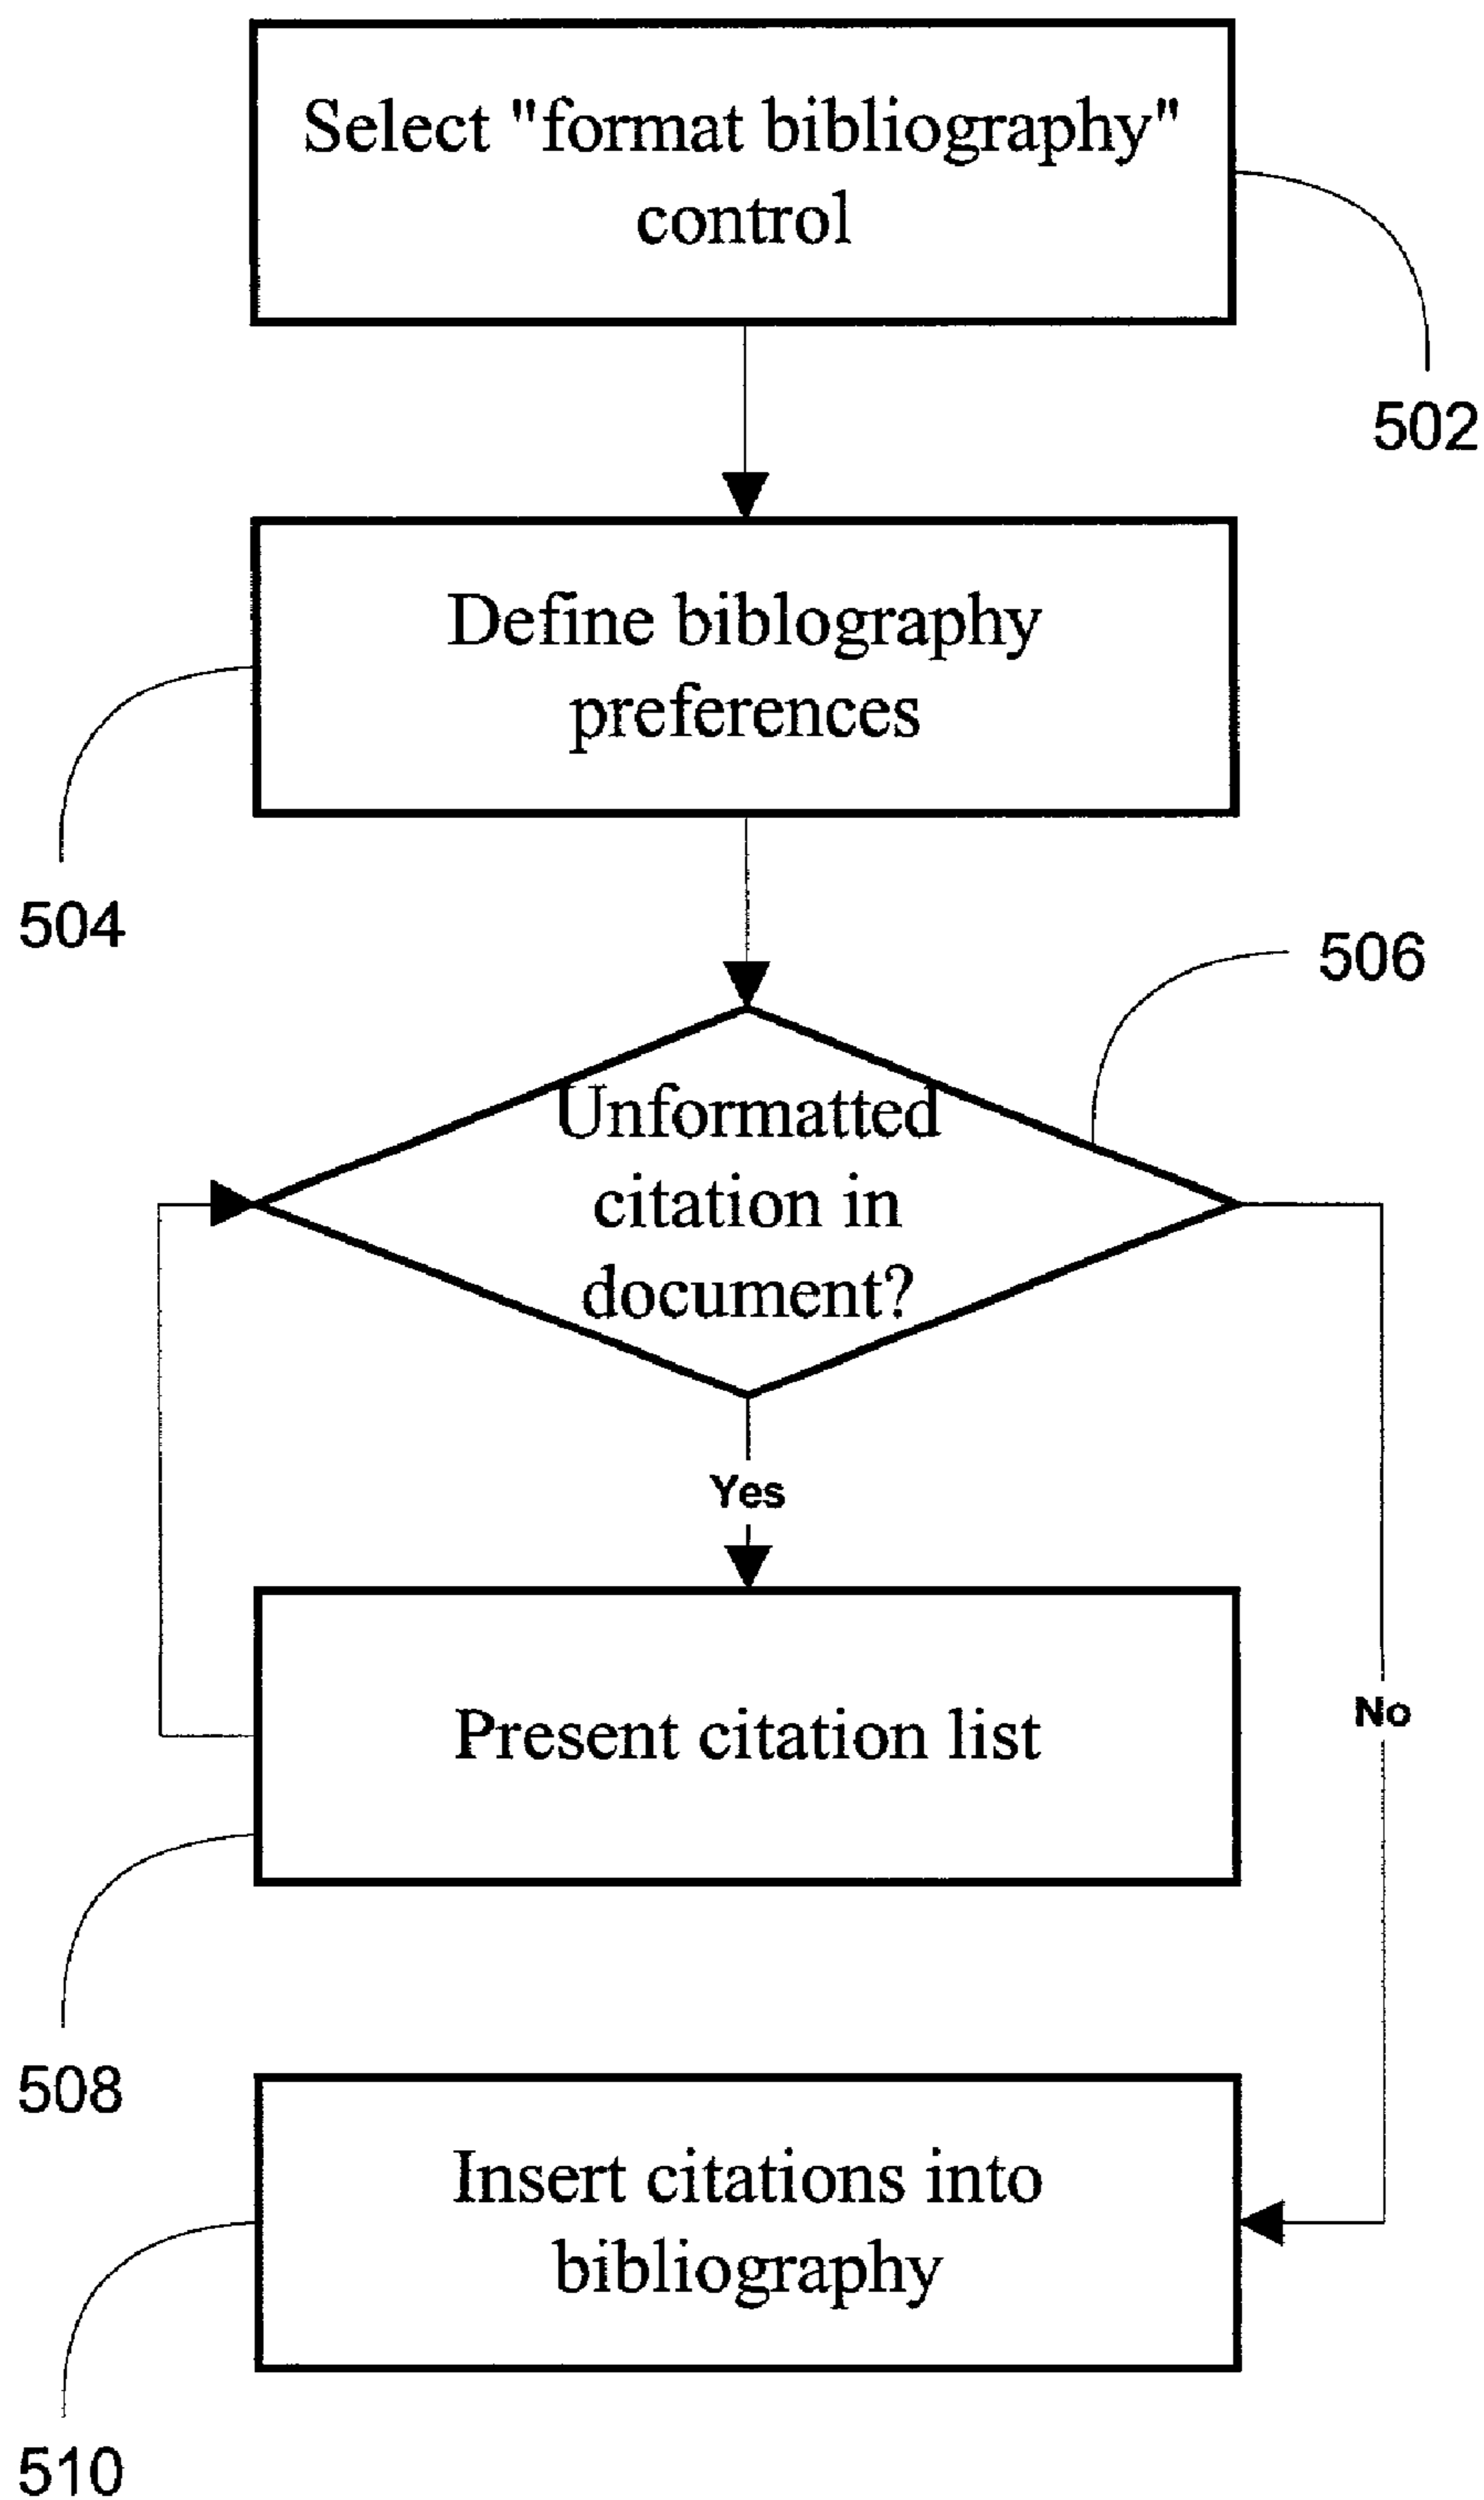 Select "format bibliography"
control
502
Define biblography
preferences
504
506
Unformatted
citation in
document?
Yes
Present citation list
No
508
Insert citations into
bibliography
510